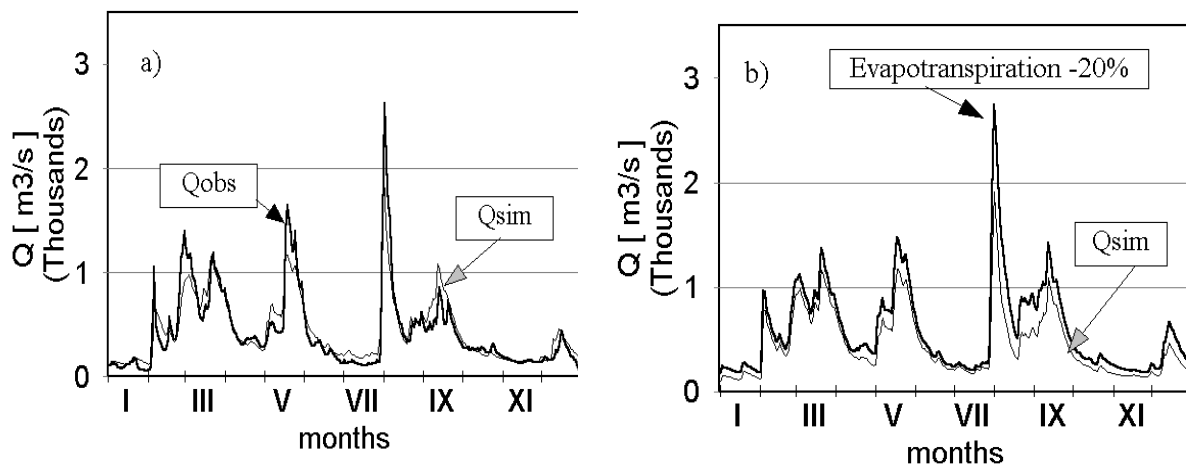 a)
Q [ m3/s ]
(Thousands)
3
2
1
0
Qobs
Qsim
I III V VII IX XI
months
b)
Evapotranspiration -20%
Q [ m3/s ]
(Thousands)
3
2
1
0
Qsim
I III V VII IX XI
months